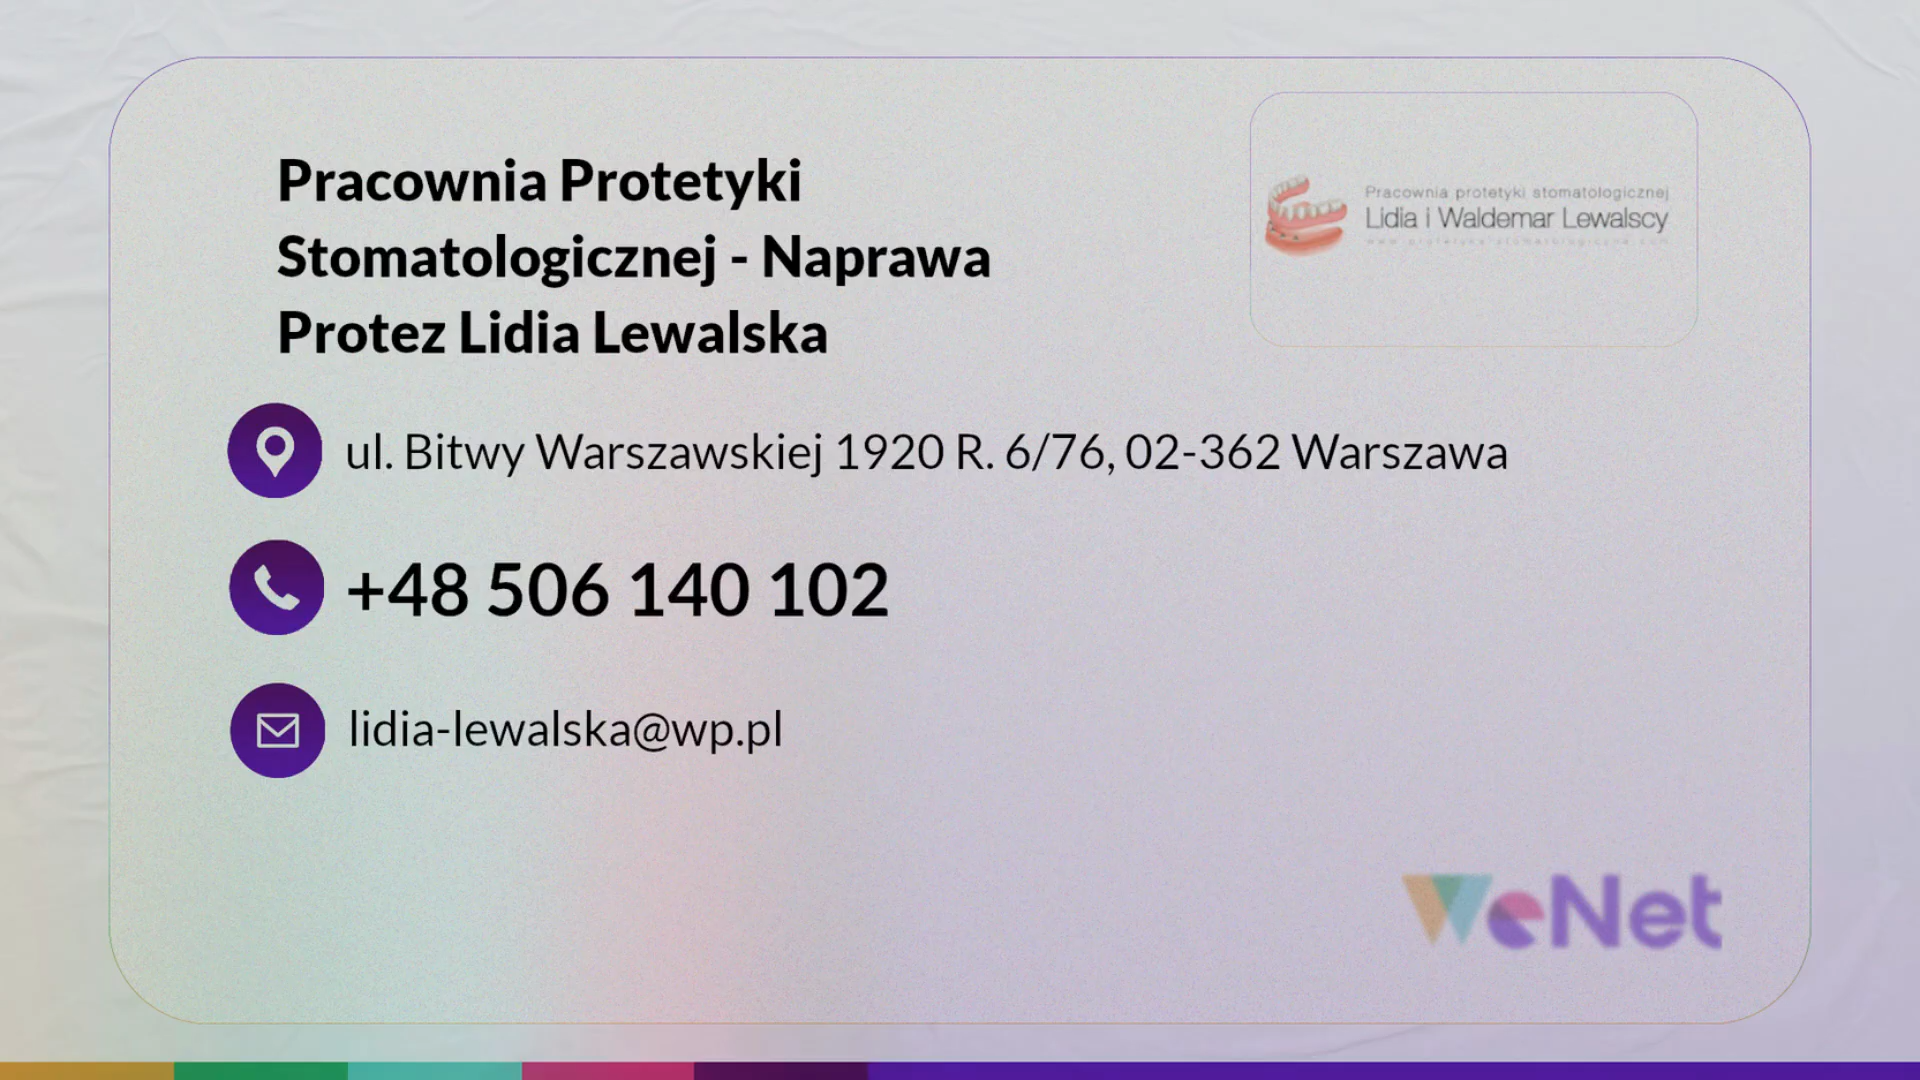 Pracownia Protetyki
Stomatologicznej - Naprawa
Protez Lidia Lewalska
Pracownia protetyki stomatologicznej
Lidia i Waldemar Lewalscy
ul. Bitwy Warszawskiej 1920 R. 6/76, 02-362 Warszawa
+48 506 140 102
lidia-lewalska@wp.pl
WeNet